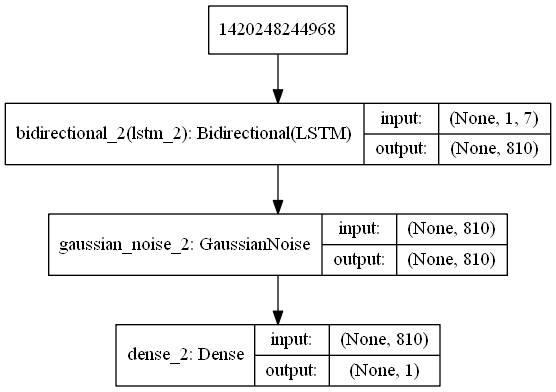 1420248244968
bidirectional_2(lstm_2): Bidirectional(LSTM)
input: (None, 1, 7)
output: (None, 810)
gaussian_noise_2: GaussianNoise
input: (None, 810)
output: (None, 810)
dense_2: Dense
input: (None, 810)
output: (None, 1)